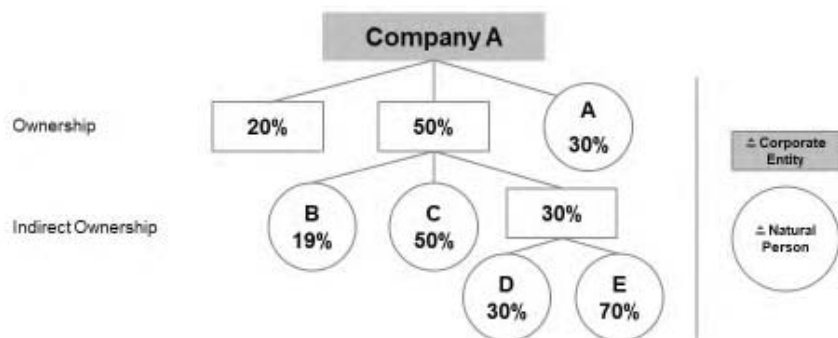 Company A
Ownership
20%
50%
A
30%
≙ Corporate
Entity
Indirect Ownership
B
19%
C
50%
30%
≙ Natural
Person
D
30%
E
70%